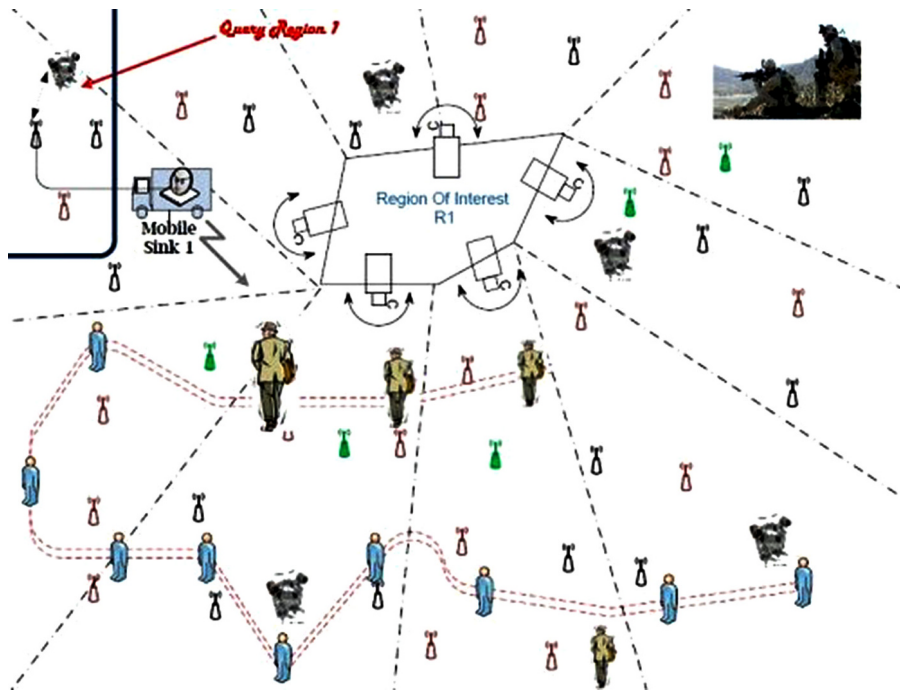 Query Region 1
C
C
Region Of Interest
R1
C
Mobile
Sink 1
C
C